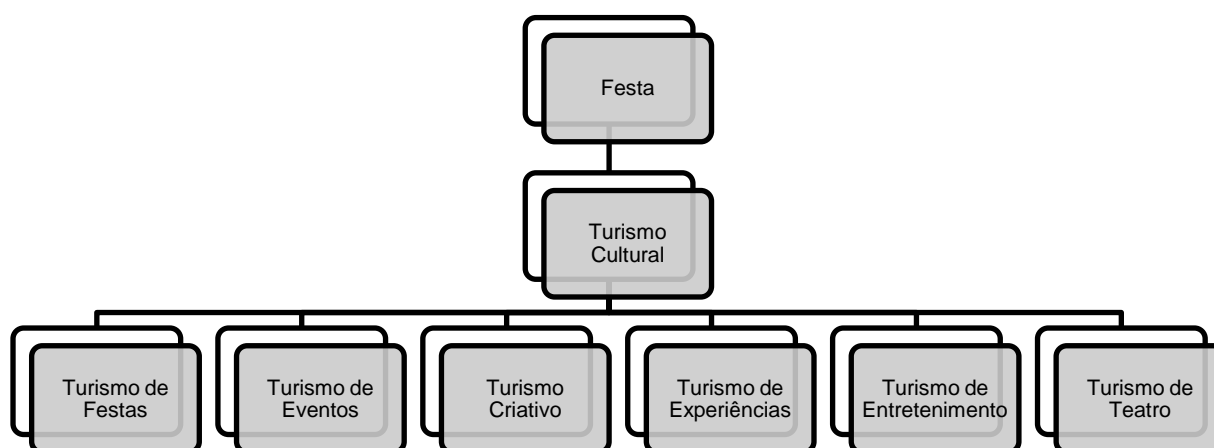 Festa
Turismo
Cultural
Turismo de
Festas
Turismo de
Eventos
Turismo
Criativo
Turismo de
Experiências
Turismo de
Entretenimento
Turismo de
Teatro